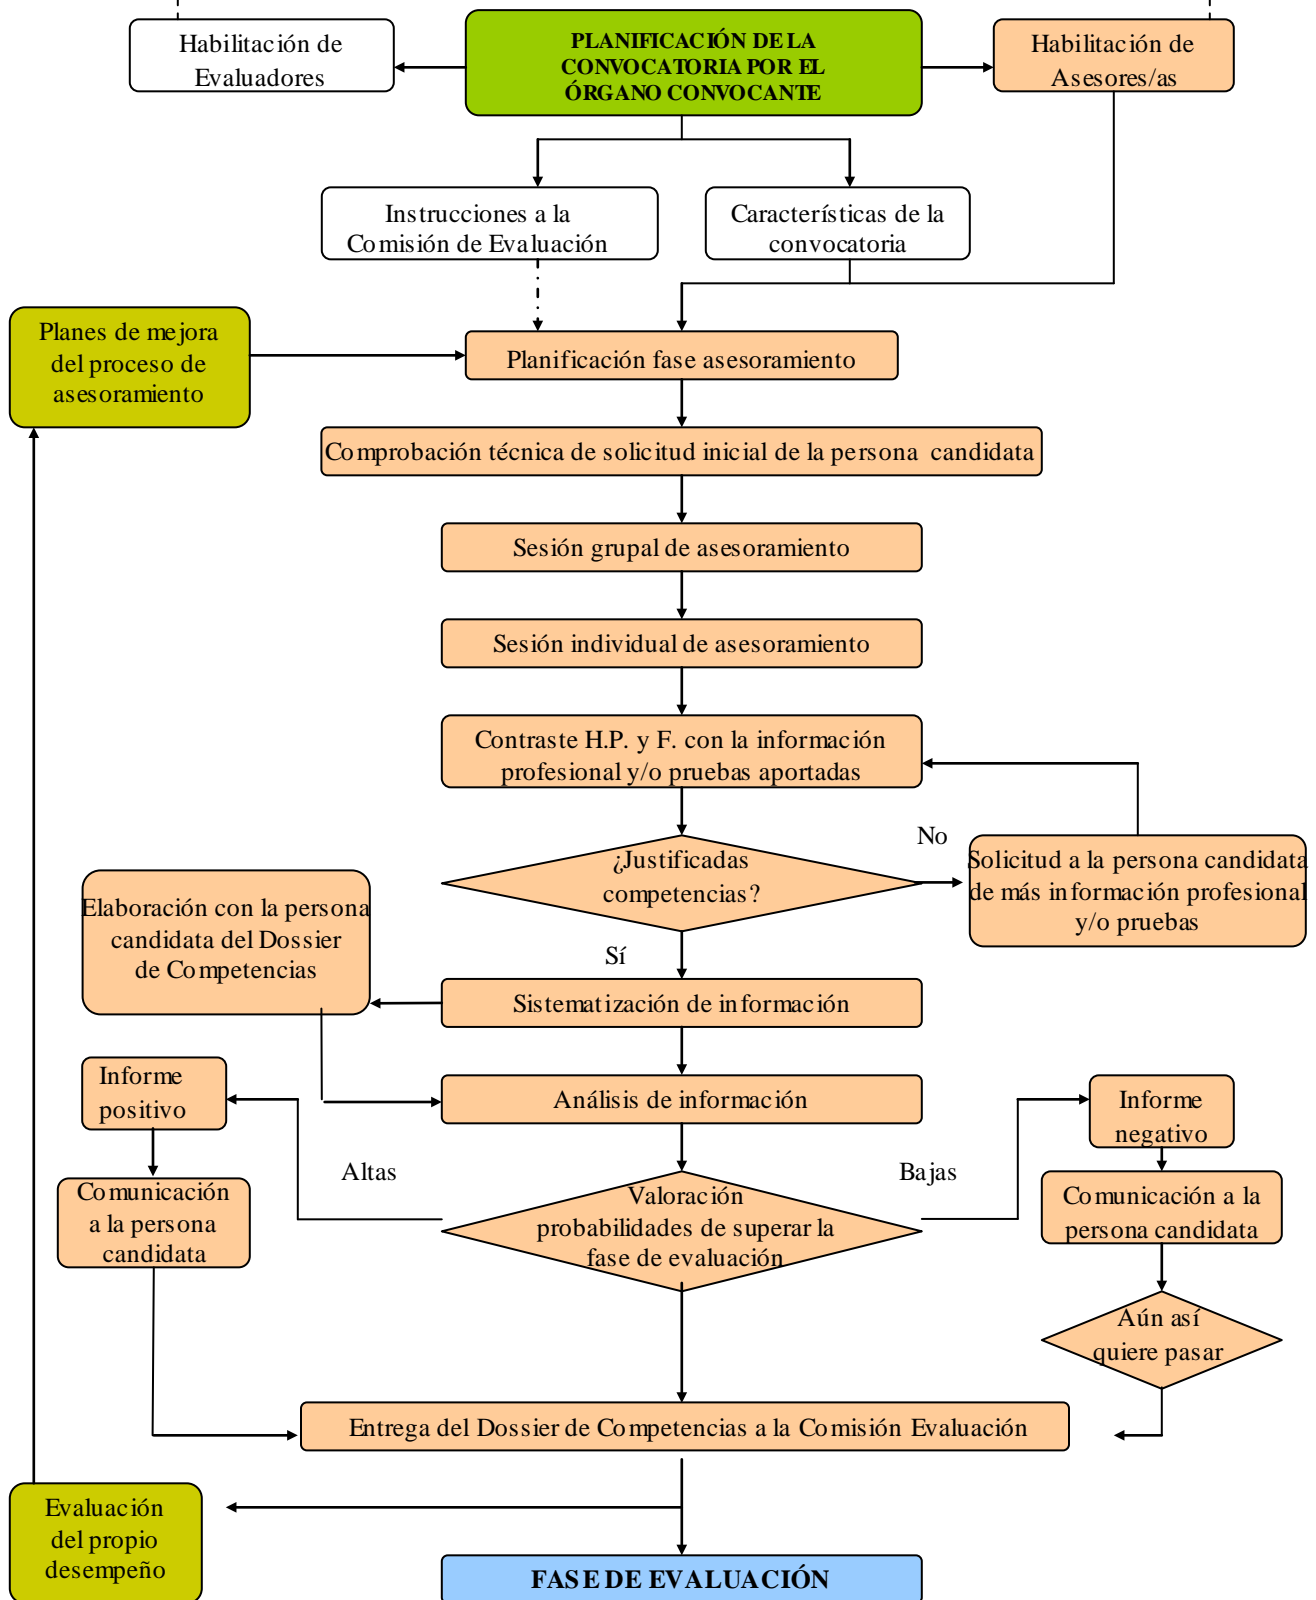 Habilitación de
Evaluadores
PLANIFICACIÓN DE LA
CONVOCATORIA POR EL
ÓRGANO CONVOCANTE
Habilitación de
Asesores/as
Instrucciones a la
Comisión de Evaluación
Características de la
convocatoria
Planes de mejora
del proceso de
asesoramiento
Planificación fase asesoramiento
Comprobación técnica de solicitud inicial de la persona candidata
Sesión grupal de asesoramiento
Sesión individual de asesoramiento
Contraste H.P. y F. con la información
profesional y/o pruebas aportadas
¿Justificadas
competencias?
No
Solicitud a la persona candidata
de más información profesional
y/o pruebas
Elaboración con la persona
candidata del Dossier
de Competencias
Sí
Sistematización de información
Informe
positivo
Análisis de información
Informe
negativo
Altas
Bajas
Comunicación
a la persona
candidata
Valoración
probabilidades de superar la
fase de evaluación
Comunicación a la
persona candidata
Aún así
quiere pasar
Entrega del Dossier de Competencias a la Comisión Evaluación
Evaluación
del propio
desempeño
FASE DE EVALUACIÓN